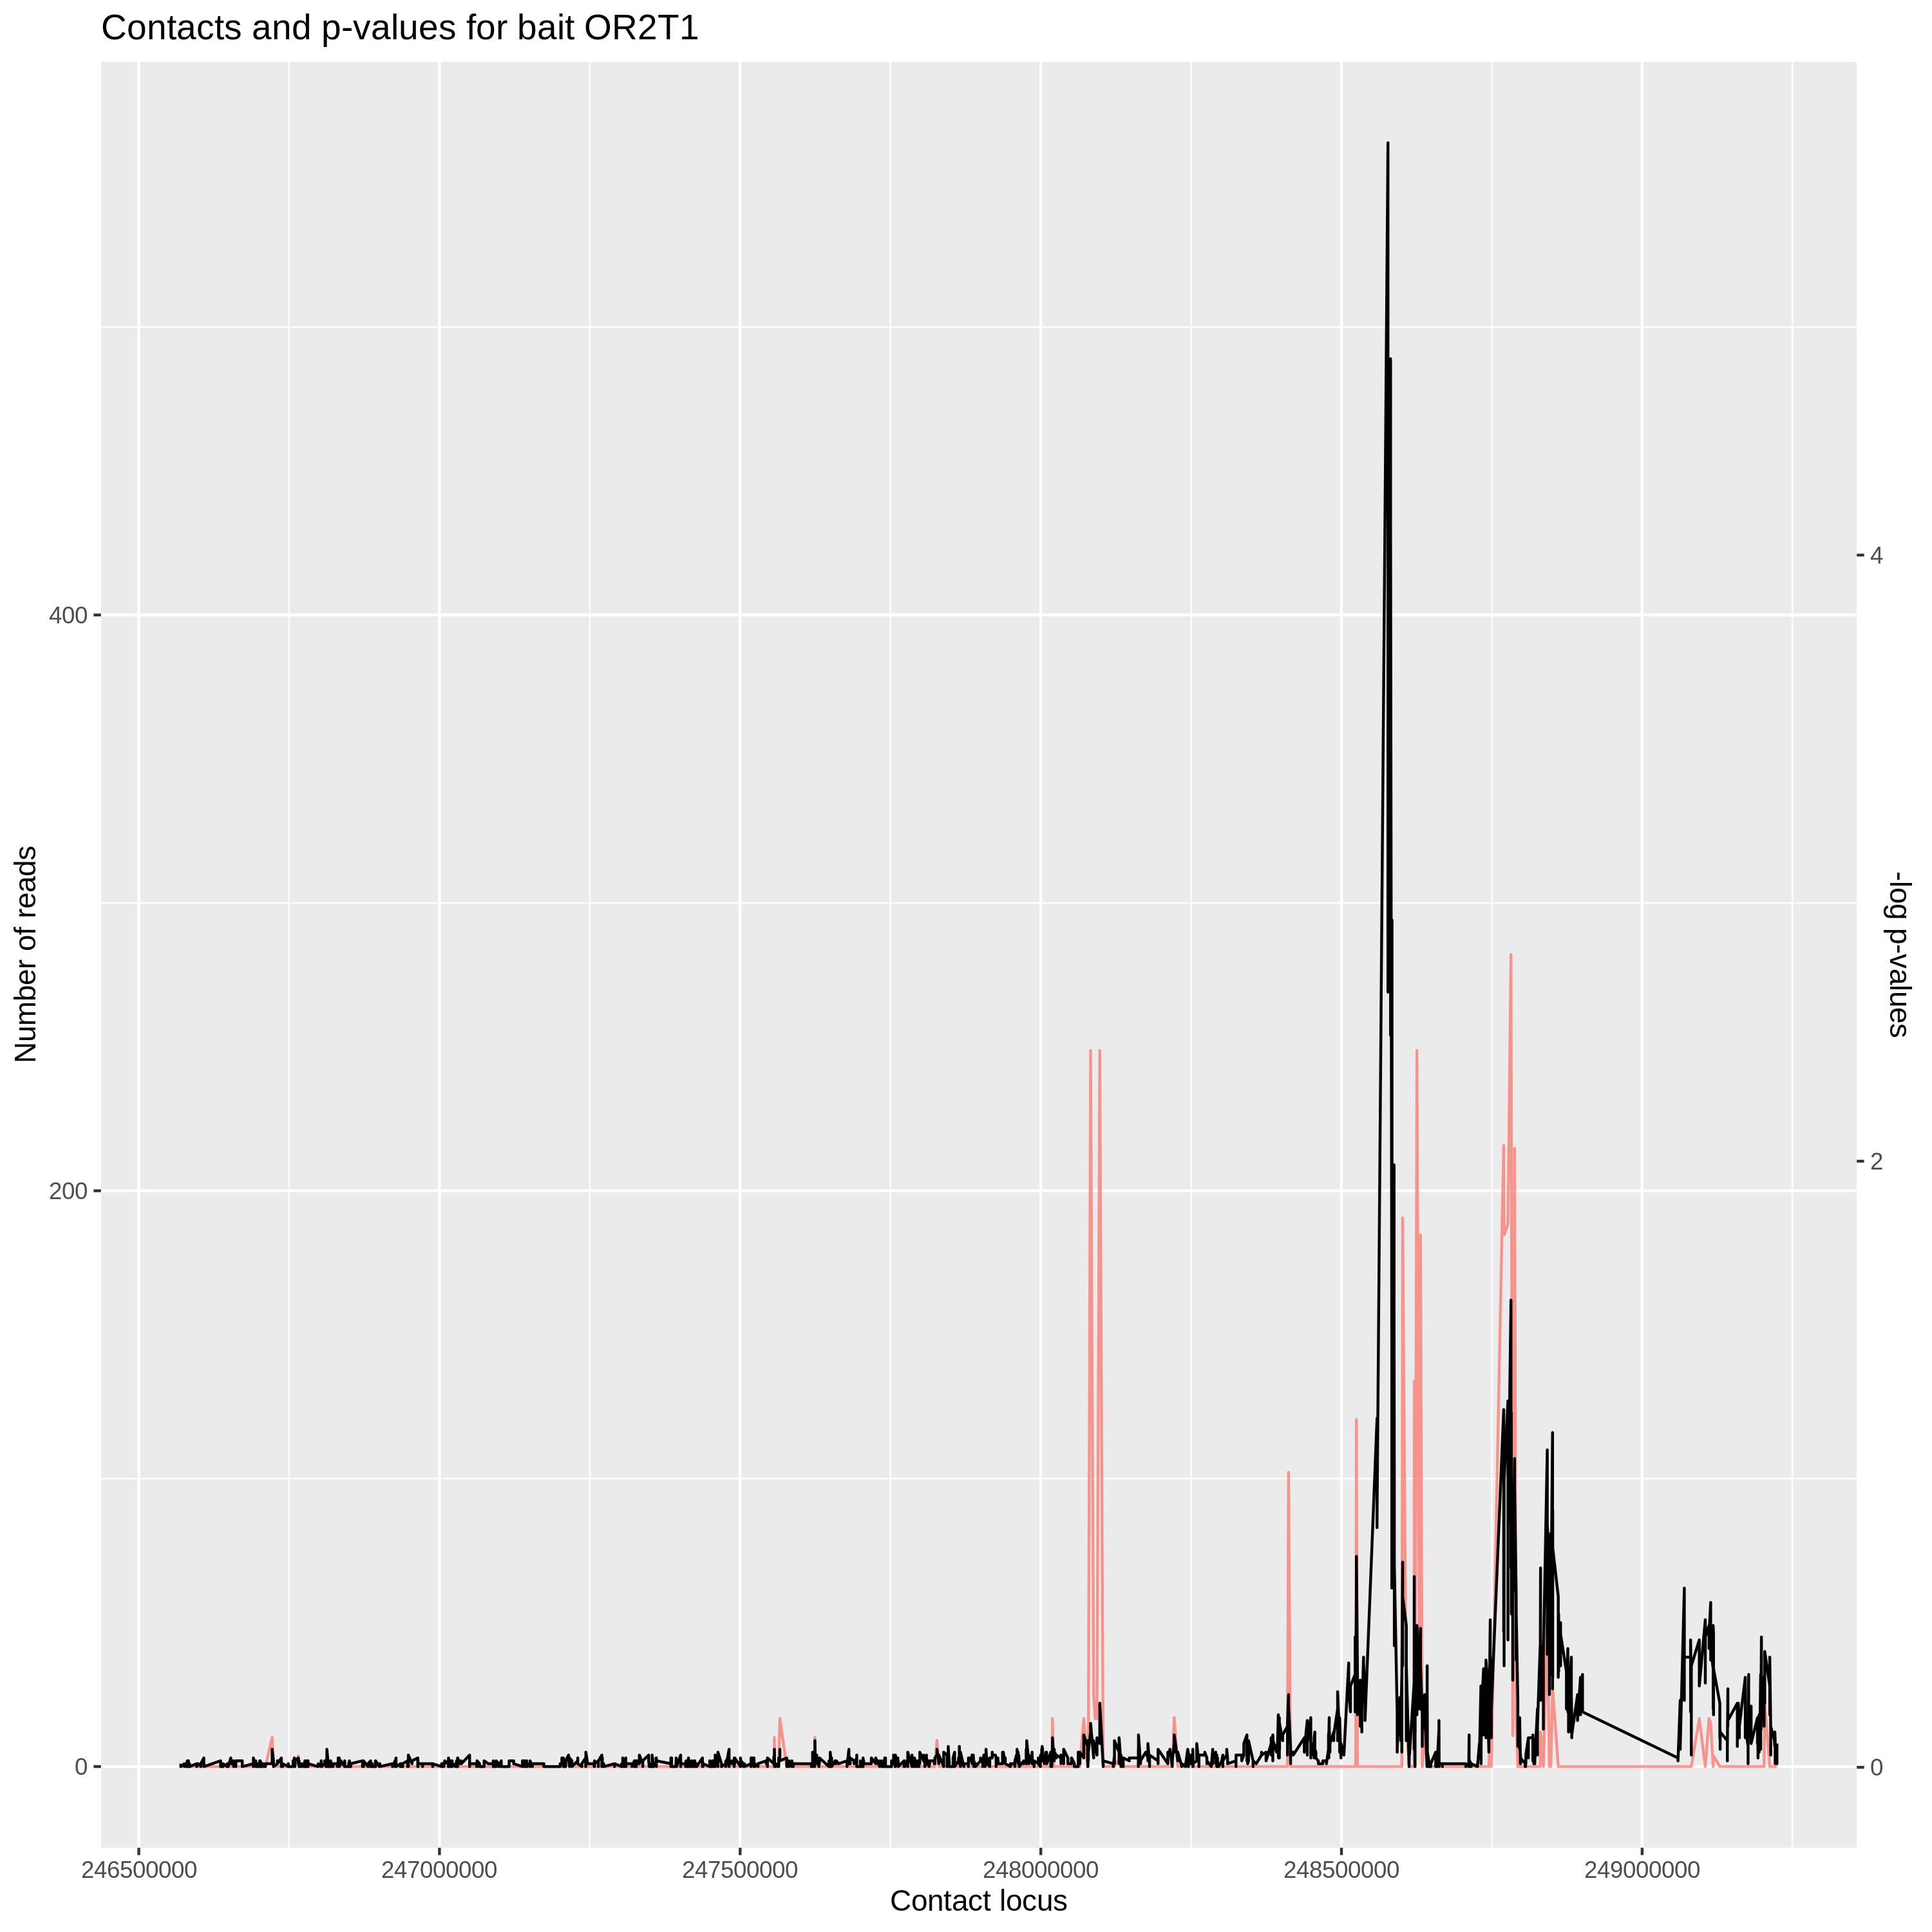 Contacts and p-values for bait OR2T1
Number of reads
400
200
0
4
2
0
-log p-values
246500000 247000000 247500000 248000000 248500000 249000000
Contact locus